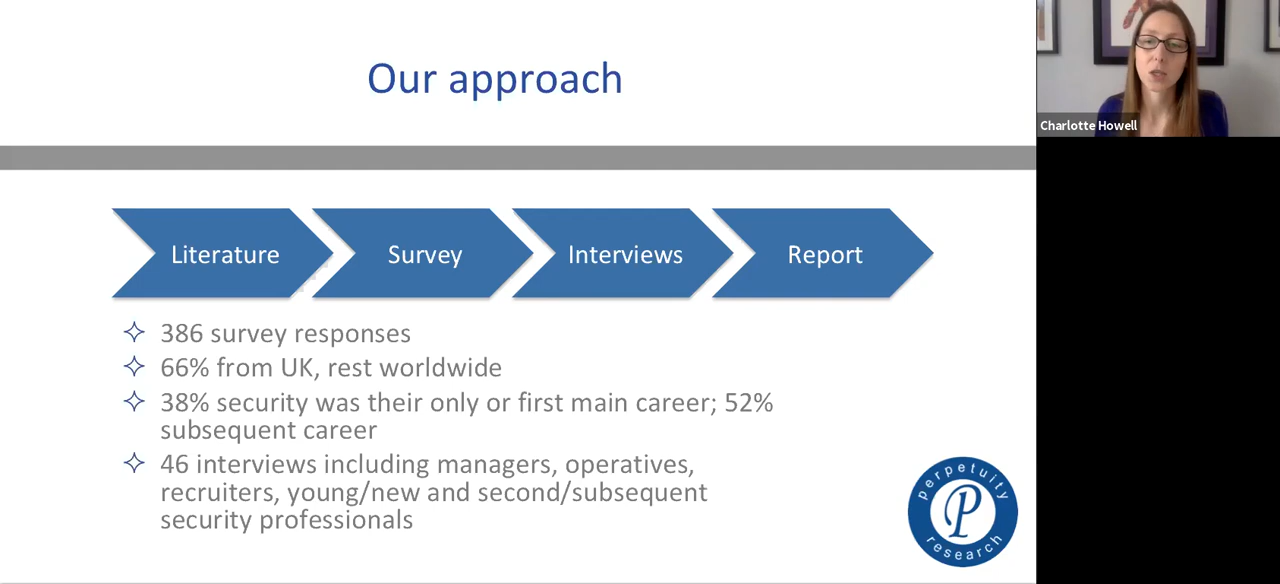 Our approach
Charlotte Howell
Literature
Survey
Interviews
Report
386 survey responses
66% from UK, rest worldwide
38% security was their only or first main career; 52%
subsequent career
46 interviews including managers, operatives,
recruiters, young/new and second/subsequent
security professionals
perpetuity
P
research